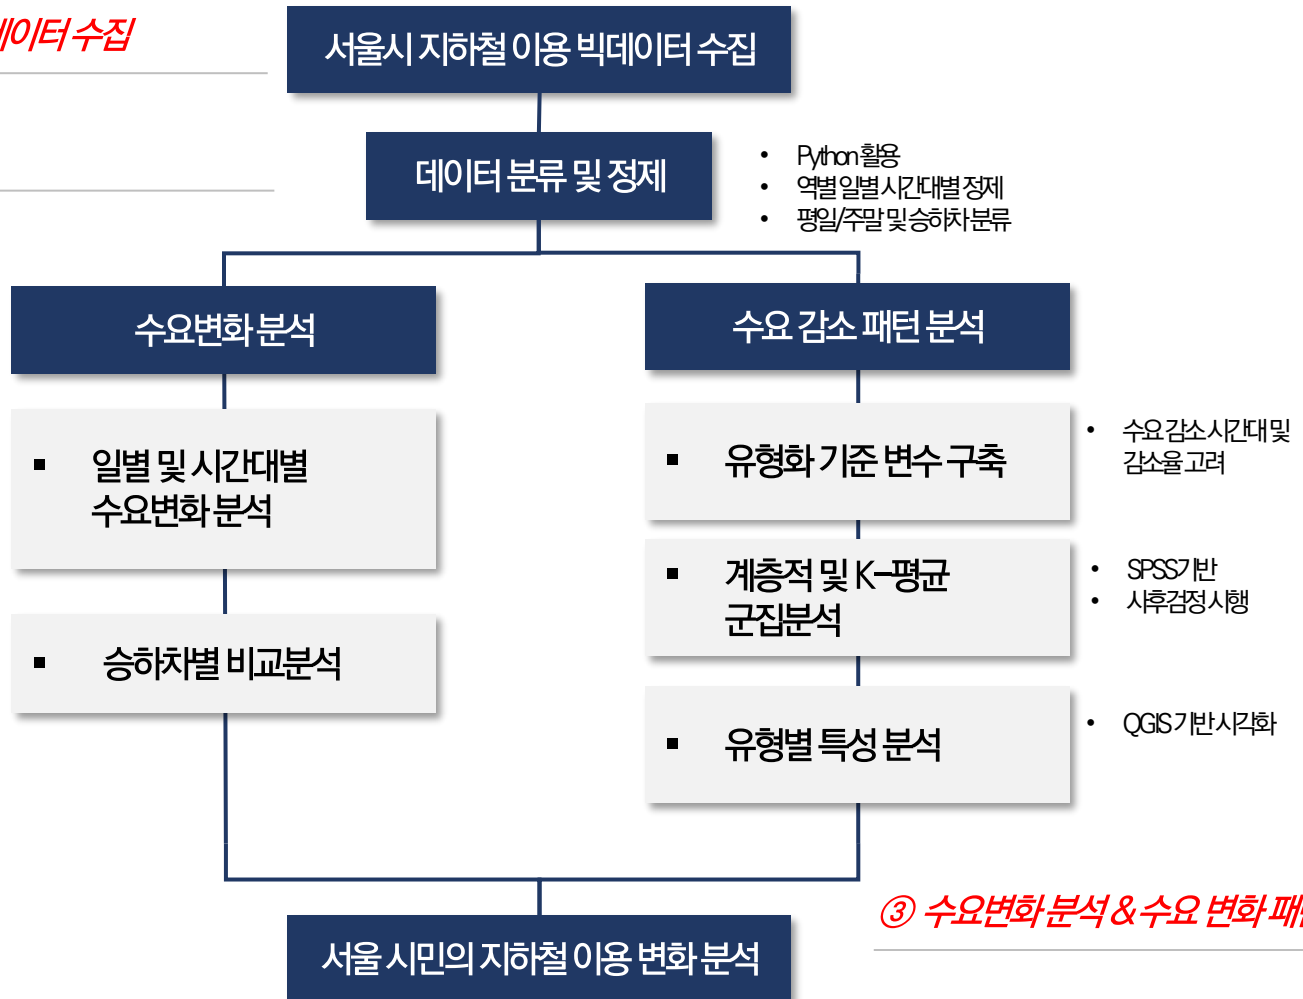 데이터 수집
서울시 지하철 이용 빅데이터 수집
데이터 분류 및 정제
• Python 활용
• 역별 일별 시간대별 정제
• 평일/주말 및 승하차 분류
수요변화 분석
수요 감소 패턴 분석
▪ 일별 및 시간대별
수요변화 분석
▪ 승하차별 비교분석
▪ 유형화 기준 변수 구축
• 수요 감소 시간대 및
감소율 고려
▪ 계층적 및 K-평균
군집분석
• SPSS기반
• 사후검정 시행
▪ 유형별 특성 분석
• QGIS 기반 시각화
③ 수요변화 분석 & 수요 변화 패
서울 시민의 지하철 이용 변화 분석